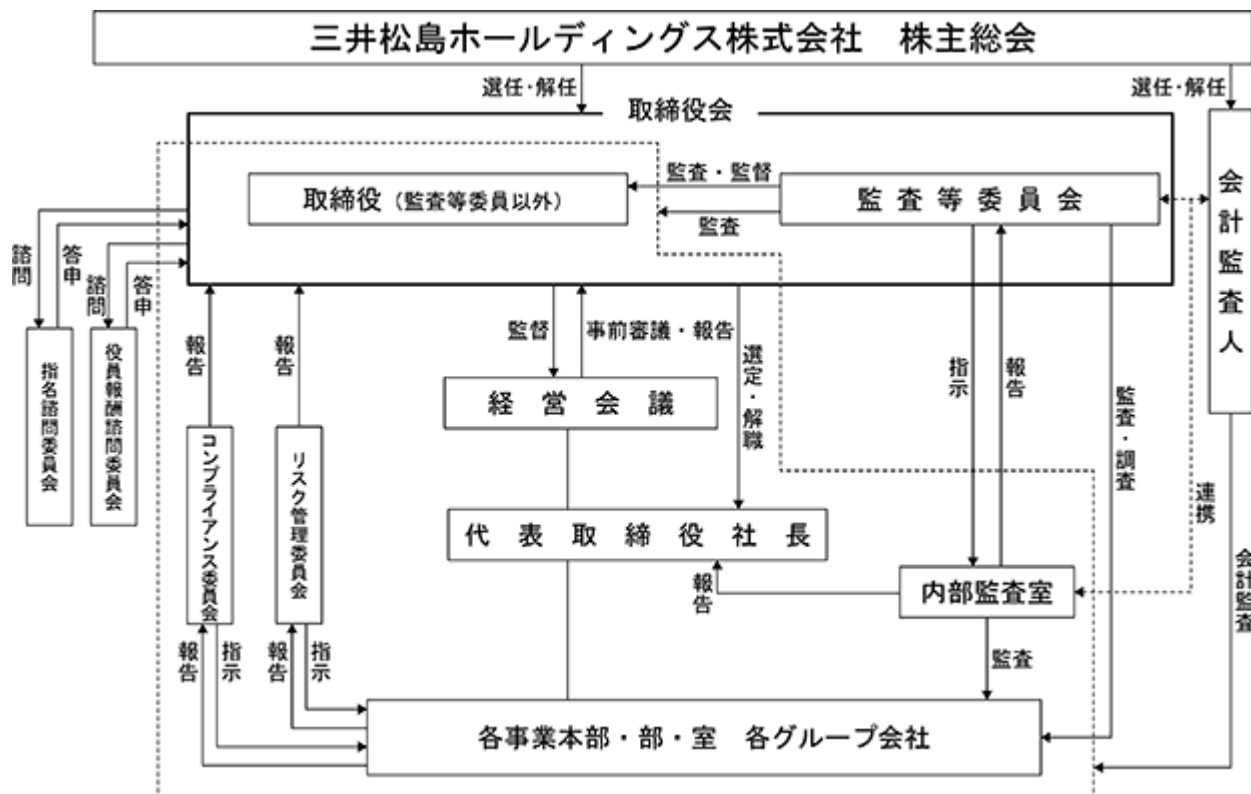 三井松島ホールディングス株式会社　株主総会
選任・解任
選任・解任
取締役会
取締役（監査等委員以外）
監査・監督
監査
監査等委員会
会計監査人
諮問
答申
諮問
答申
指名諮問委員会
役員報酬諮問委員会
報告
報告
監督
事前審議・報告
選定・解職
指示
報告
監査・調査
連携
会計監査
経営会議
コンプライアンス委員会
リスク管理委員会
代表取締役社長
報告
内部監査室
報告
指示
報告
指示
監査
各事業本部・部・室　各グループ会社